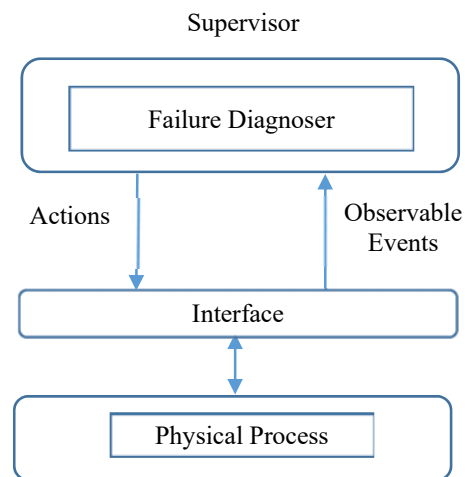 Supervisor
Failure Diagnoser
Actions
Observable
Events
Interface
Physical Process